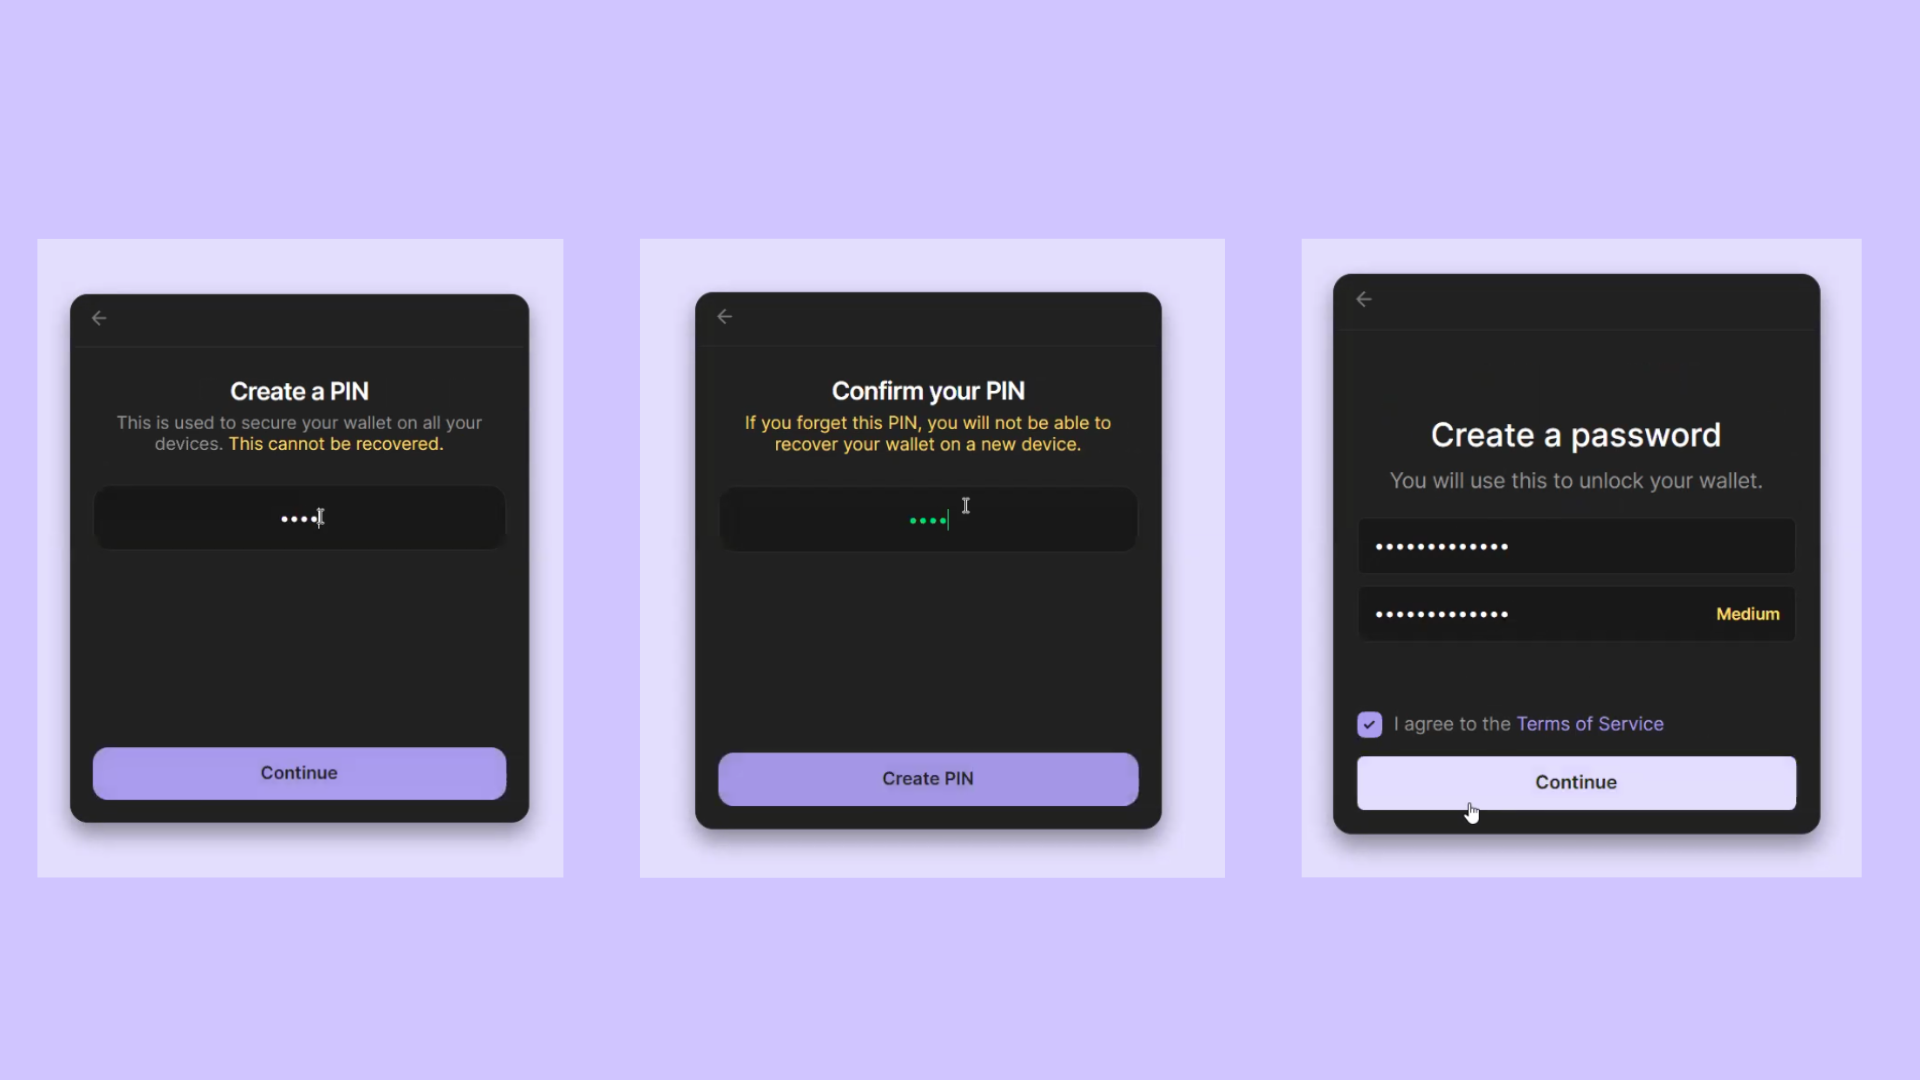 Create a PIN
This is used to secure your wallet on all your
devices. This cannot be recovered.
••••
Continue
Confirm your PIN
If you forget this PIN, you will not be able to
recover your wallet on a new device.
••••
Create PIN
Create a password
You will use this to unlock your wallet.
•••••••••••••
••••••••••••• Medium
I agree to the Terms of Service
Continue